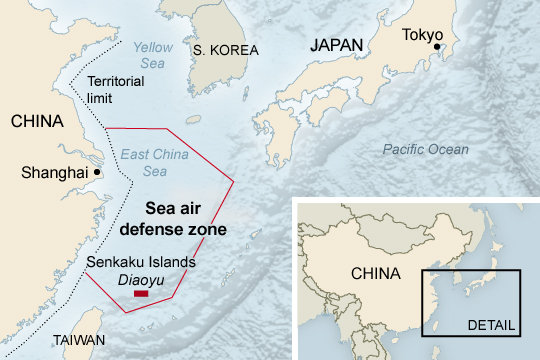 Yellow
Sea
S. KOREA
JAPAN
Tokyo
Territorial
limit
CHINA
East China
Sea
Pacific Ocean
Shanghai
Sea air
defense zone
Senkaku Islands
Diaoyu
TAIWAN
CHINA
DETAIL